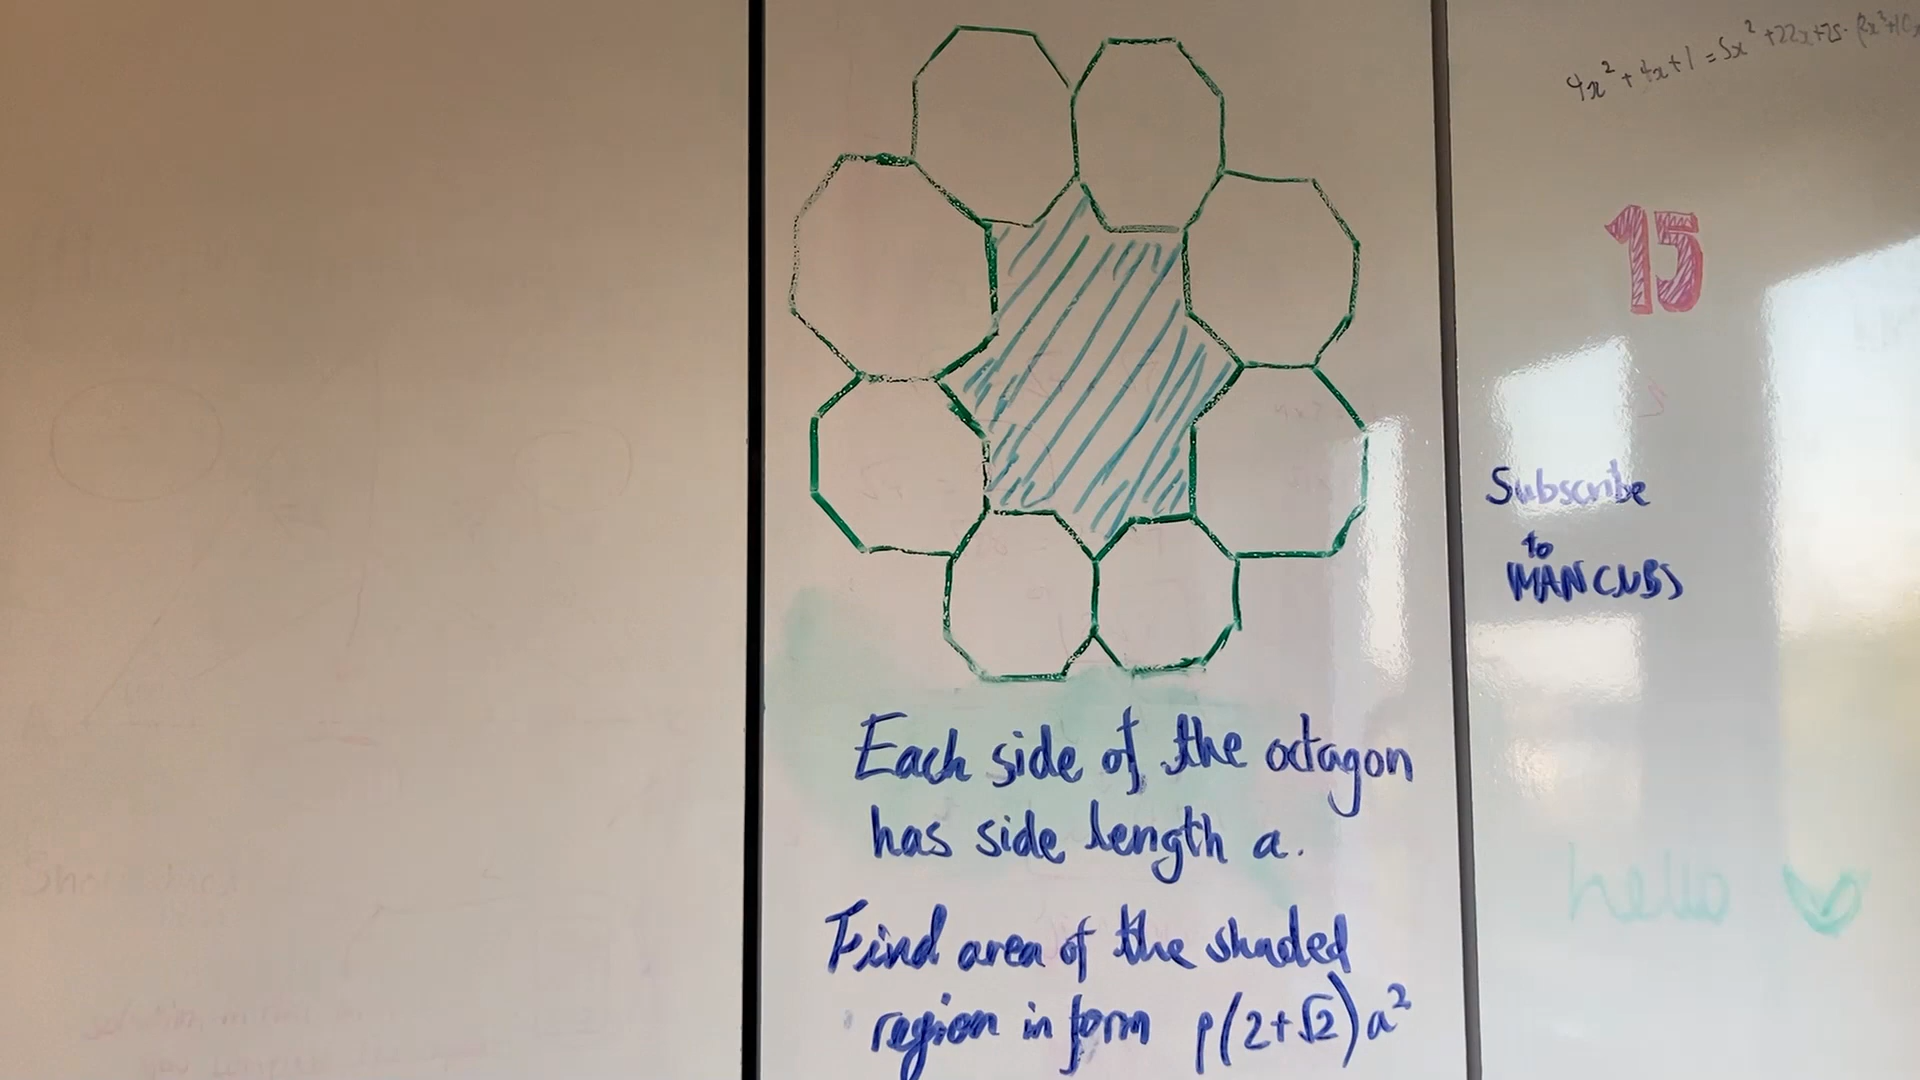 Each side of the octagon
has side length a.
Find area of the shaded
region in form p(2+√2)a²
4x² + 4x + 1 = 5x² + 22x + 25 -
15
Subscribe
to
MANCUBS
hello